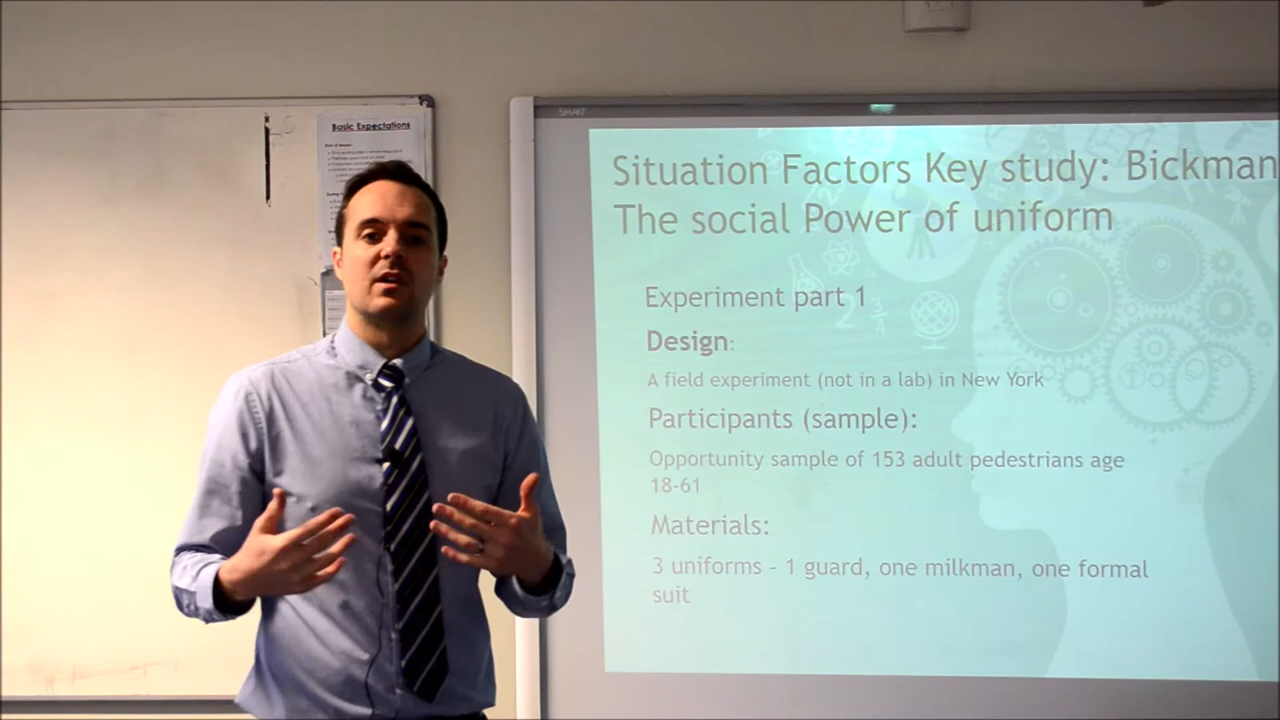 SMART
Basic Expectations
Situation Factors Key study: Bickman
The social Power of uniform
Experiment part 1
Design:
A field experiment (not in a lab) in New York
Participants (sample):
Opportunity sample of 153 adult pedestrians age
18-61
Materials:
3 uniforms - 1 guard, one milkman, one formal
suit